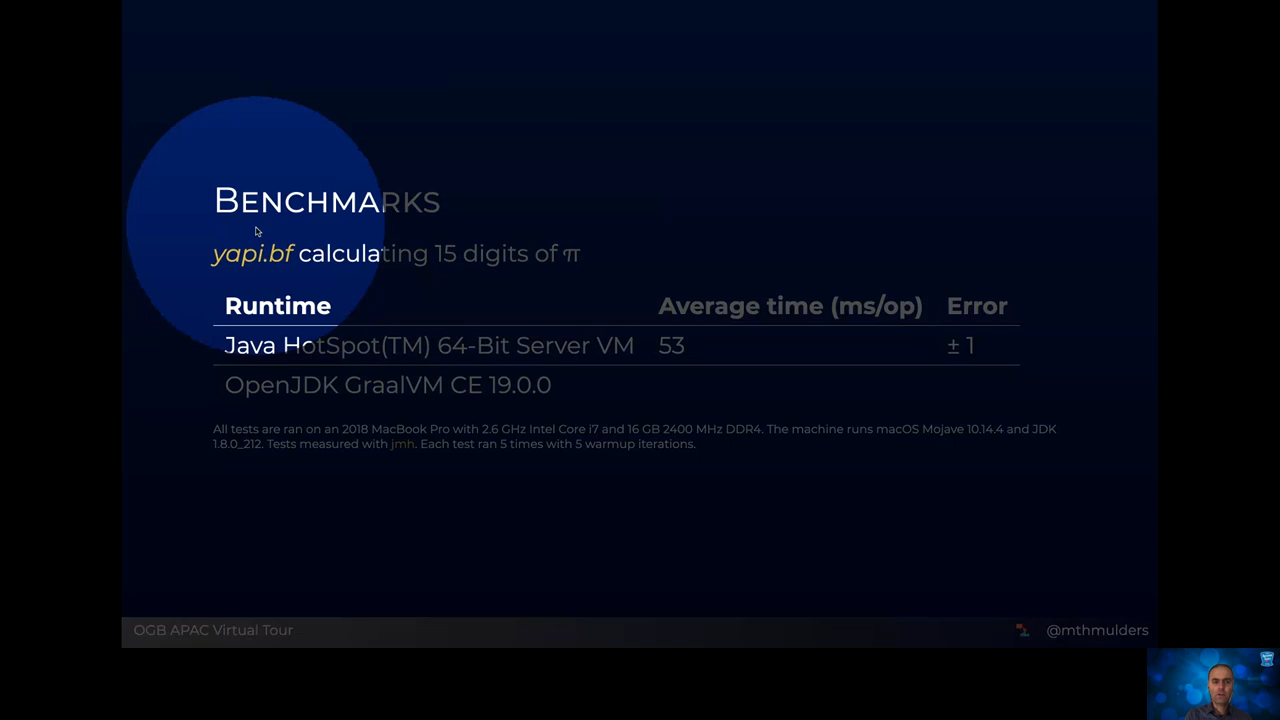 Benchmarks
yapi.bf calculating 15 digits of π
Runtime Average time (ms/op) Error
Java HotSpot(TM) 64-Bit Server VM 53 ± 1
OpenJDK GraalVM CE 19.0.0
All tests are ran on an 2018 MacBook Pro with 2.6 GHz Intel Core i7 and 16 GB 2400 MHz DDR4. The machine runs macOS Mojave 10.14.4 and JDK
1.8.0_212. Tests measured with jmh. Each test ran 5 times with 5 warmup iterations.
OGB APAC Virtual Tour @mthmulders